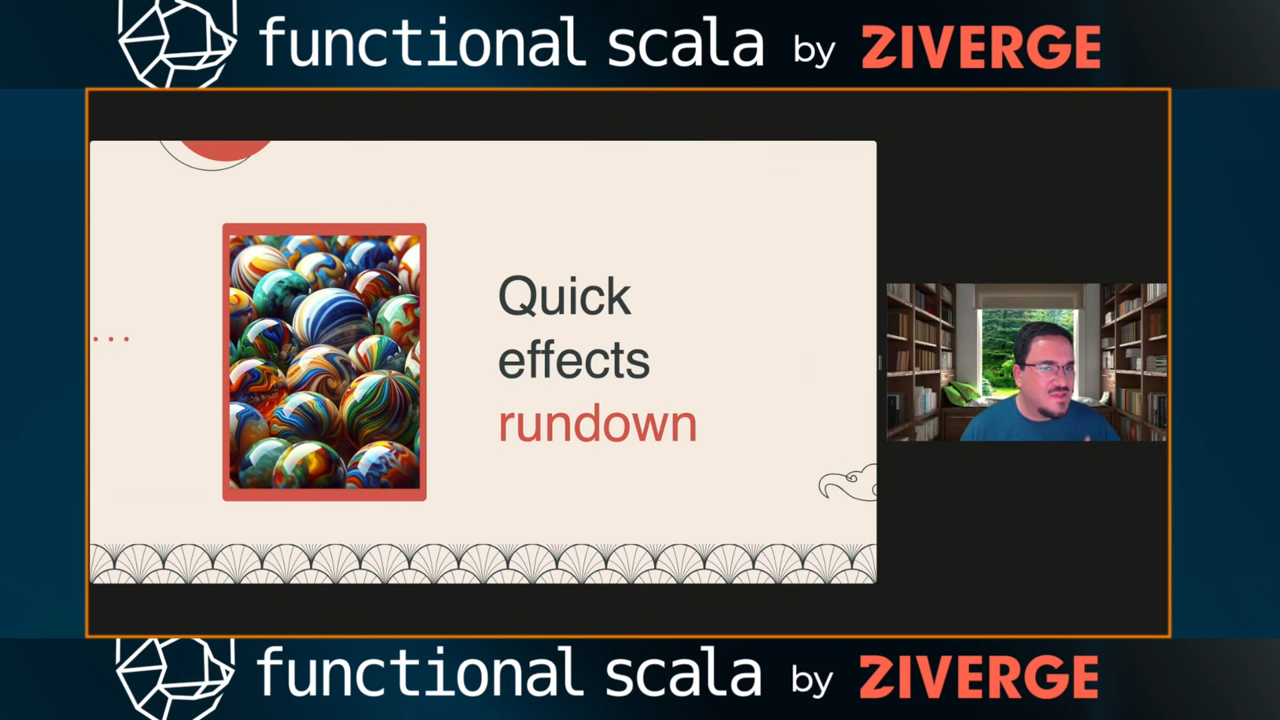 functional scala by ZIVERGE
Quick
effects
rundown
functional scala by ZIVERGE